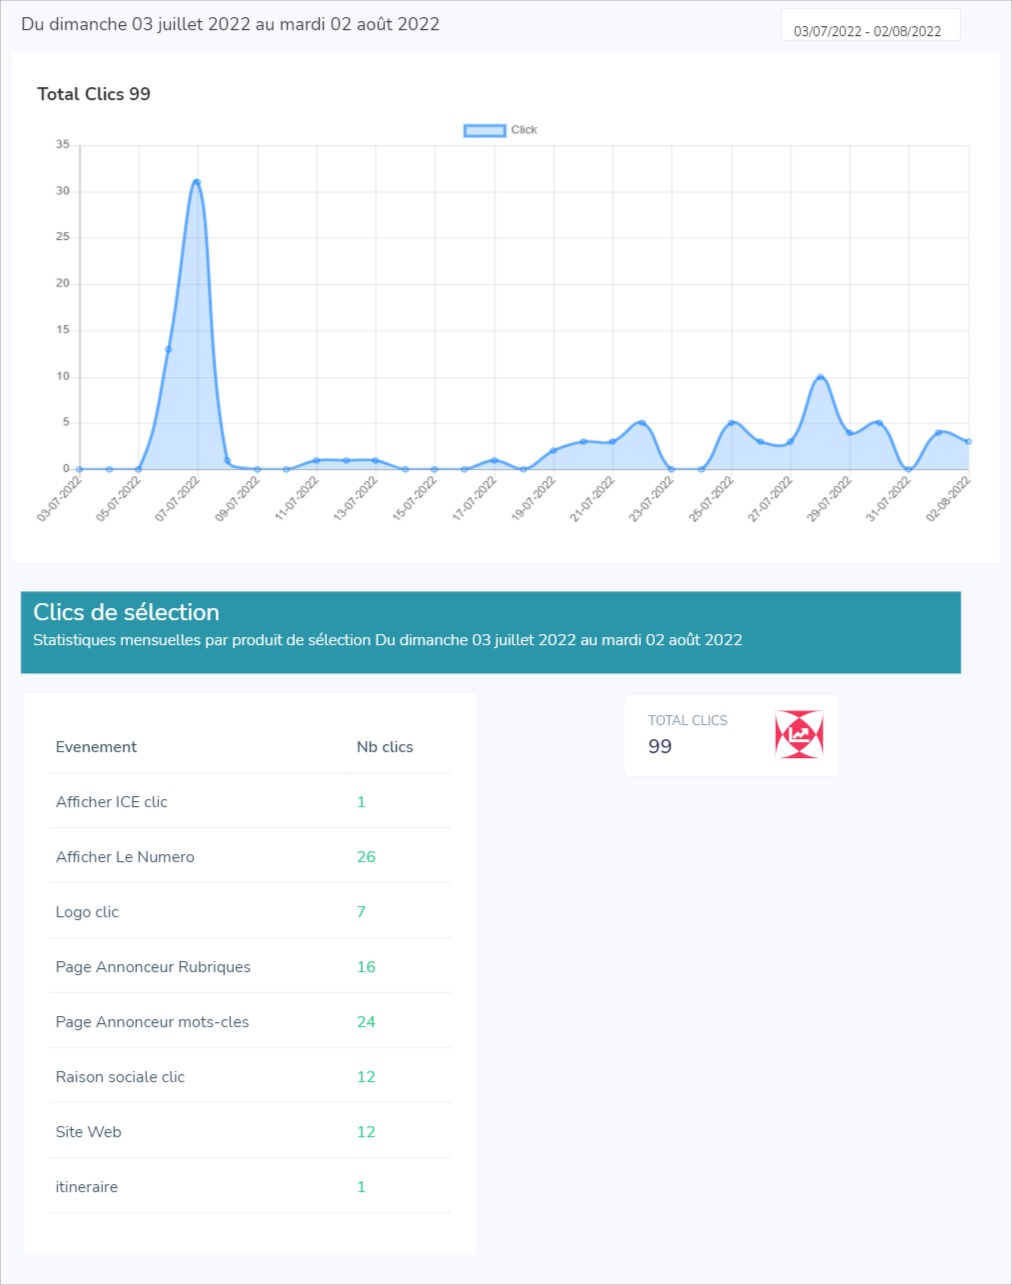 Du dimanche 03 juillet 2022 au mardi 02 août 2022
03/07/2022 - 02/08/2022
Total Clics 99
Click
35
30
25
20
15
10
5
0
03-07-2022
05-07-2022
07-07-2022
09-07-2022
11-07-2022
13-07-2022
15-07-2022
17-07-2022
19-07-2022
21-07-2022
23-07-2022
25-07-2022
27-07-2022
29-07-2022
31-07-2022
02-08-2022
Clics de sélection
Statistiques mensuelles par produit de sélection Du dimanche 03 juillet 2022 au mardi 02 août 2022
TOTAL CLICS
99
Evenement Nb clics
Afficher ICE clic 1
Afficher Le Numero 26
Logo clic 7
Page Annonceur Rubriques 16
Page Annonceur mots-cles 24
Raison sociale clic 12
Site Web 12
itineraire 1